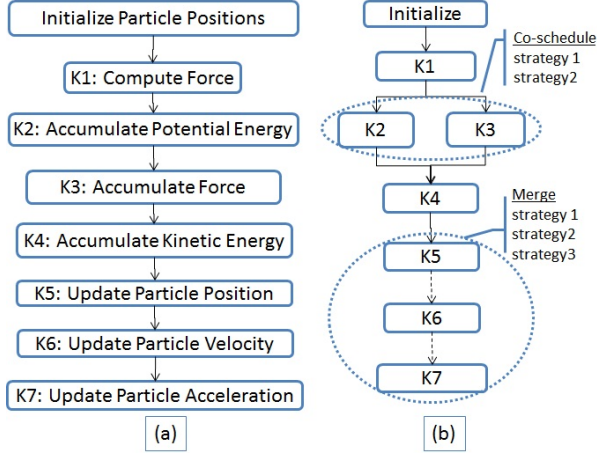 Initialize Particle Positions
K1: Compute Force
K2: Accumulate Potential Energy
K3: Accumulate Force
K4: Accumulate Kinetic Energy
K5: Update Particle Position
K6: Update Particle Velocity
K7: Update Particle Acceleration
(a)
Initialize
K1
Co-schedule
strategy 1
strategy2
K2
K3
K4
Merge
strategy 1
strategy2
strategy3
K5
K6
K7
(b)